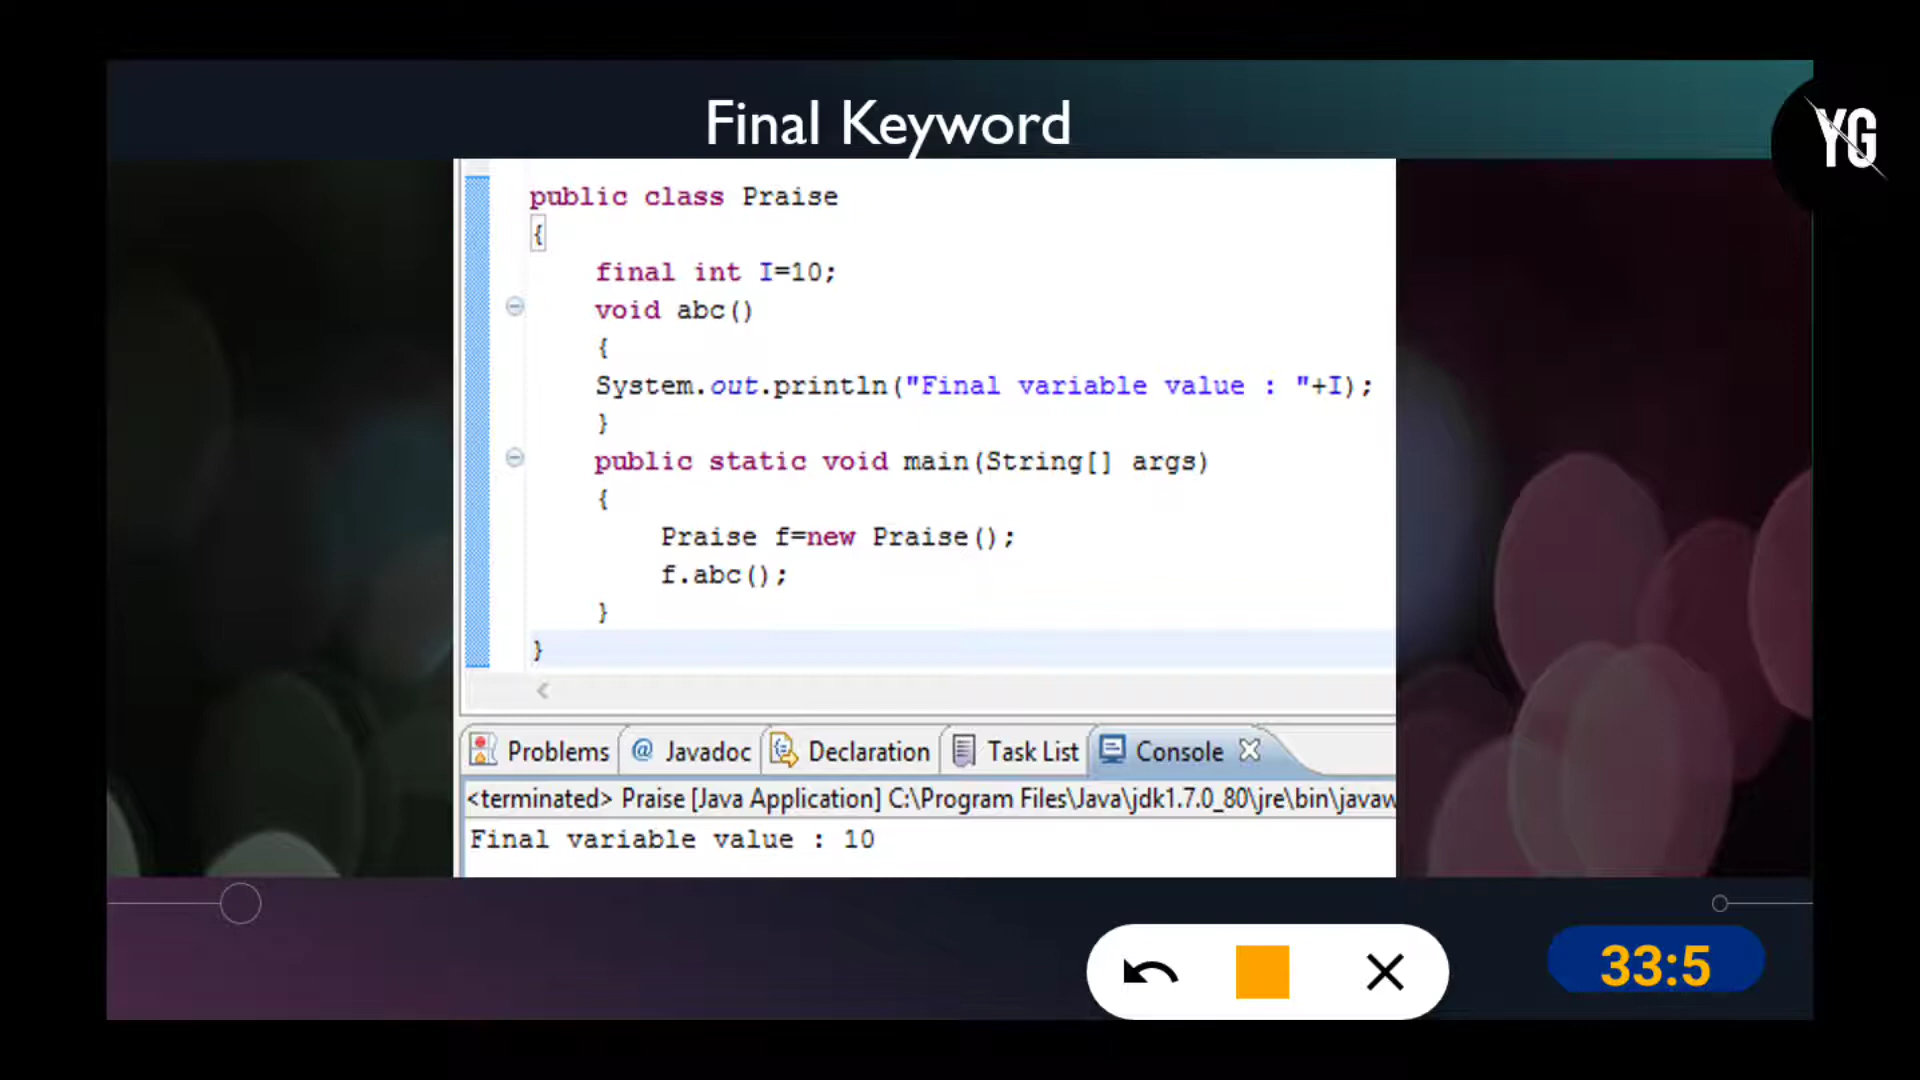 Final Keyword
YG
public class Praise
{
final int I=10;
void abc()
{
System.out.println("Final variable value : "+I);
}
public static void main(String[] args)
{
Praise f=new Praise();
f.abc();
}
}
Problems @ Javadoc Declaration Task List Console
<terminated> Praise [Java Application] C:\Program Files\Java\jdk1.7.0_80\jre\bin\javaw
Final variable value : 10
33:5